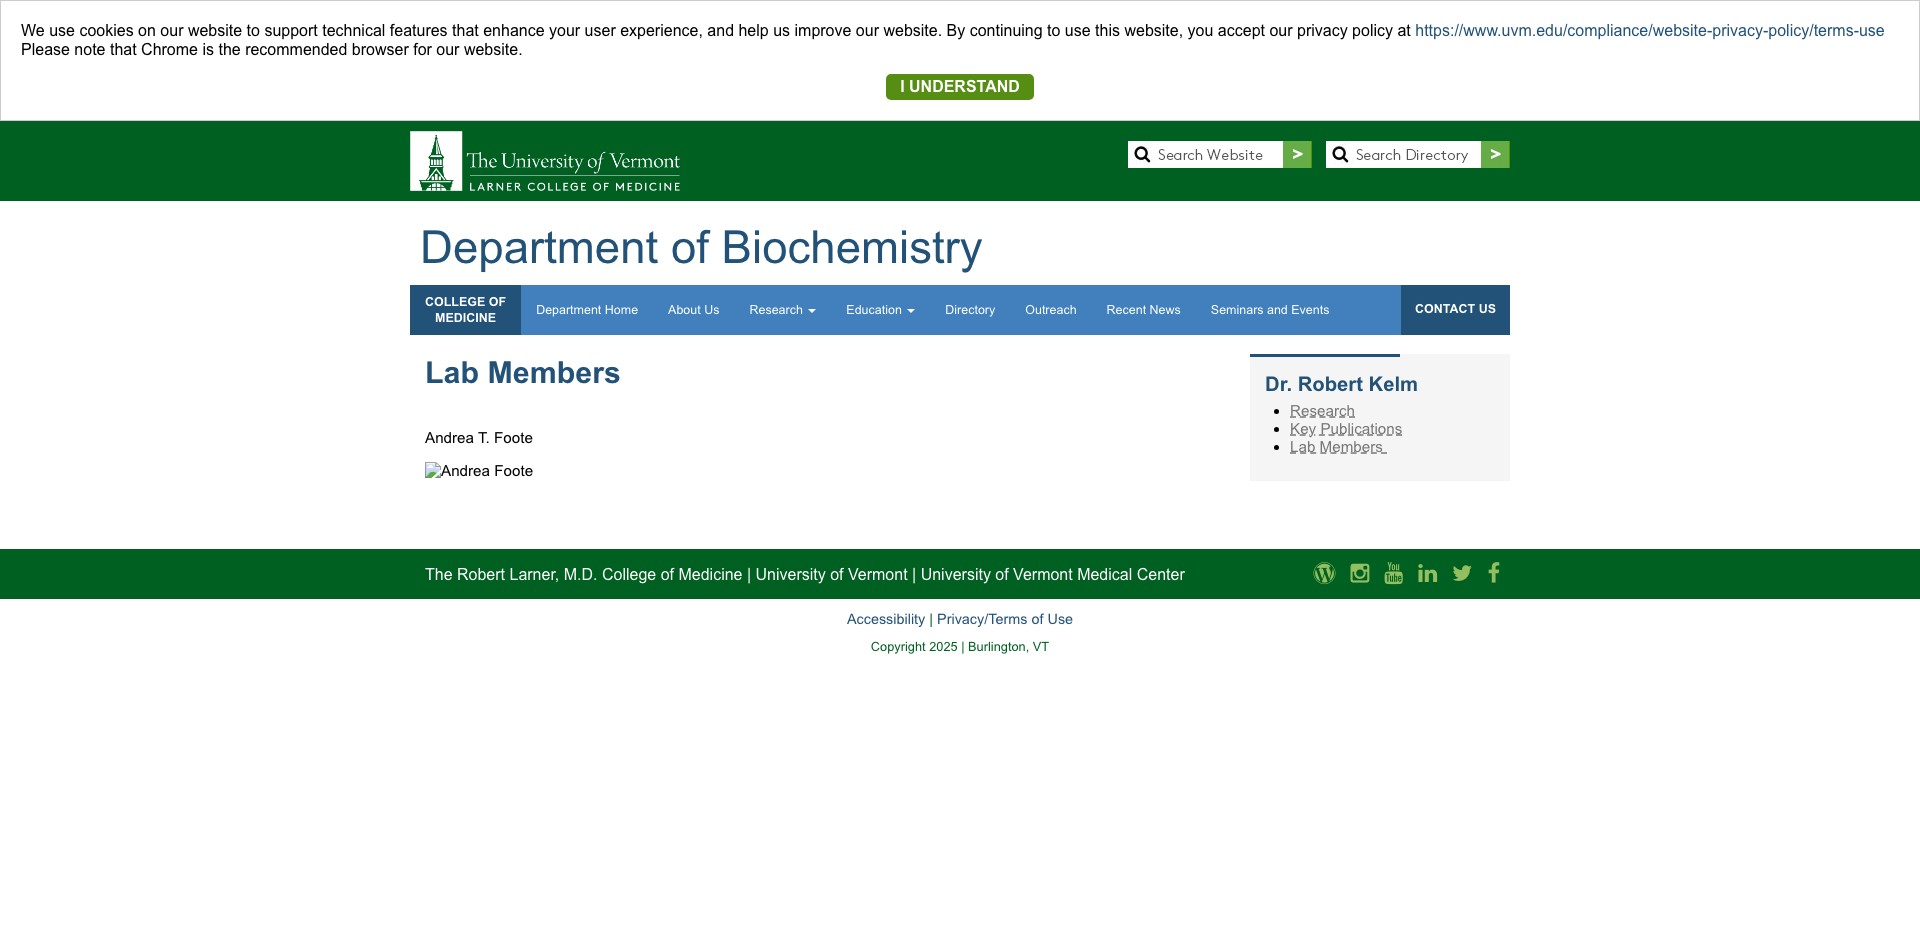 We use cookies on our website to support technical features that enhance your user experience, and help us improve our website. By continuing to use this website, you accept our privacy policy at https://www.uvm.edu/compliance/website-privacy-policy/terms-use
Please note that Chrome is the recommended browser for our website.
I UNDERSTAND
The University of Vermont
LARNER COLLEGE OF MEDICINE
Search Website >
Search Directory >
Department of Biochemistry
COLLEGE OF
MEDICINE
Department Home
About Us
Research
Education
Directory
Outreach
Recent News
Seminars and Events
CONTACT US
Lab Members
Andrea T. Foote
Andrea Foote
Dr. Robert Kelm
Research
Key Publications
Lab Members
The Robert Larner, M.D. College of Medicine | University of Vermont | University of Vermont Medical Center
You
Tube
in
Accessibility | Privacy/Terms of Use
Copyright 2025 | Burlington, VT